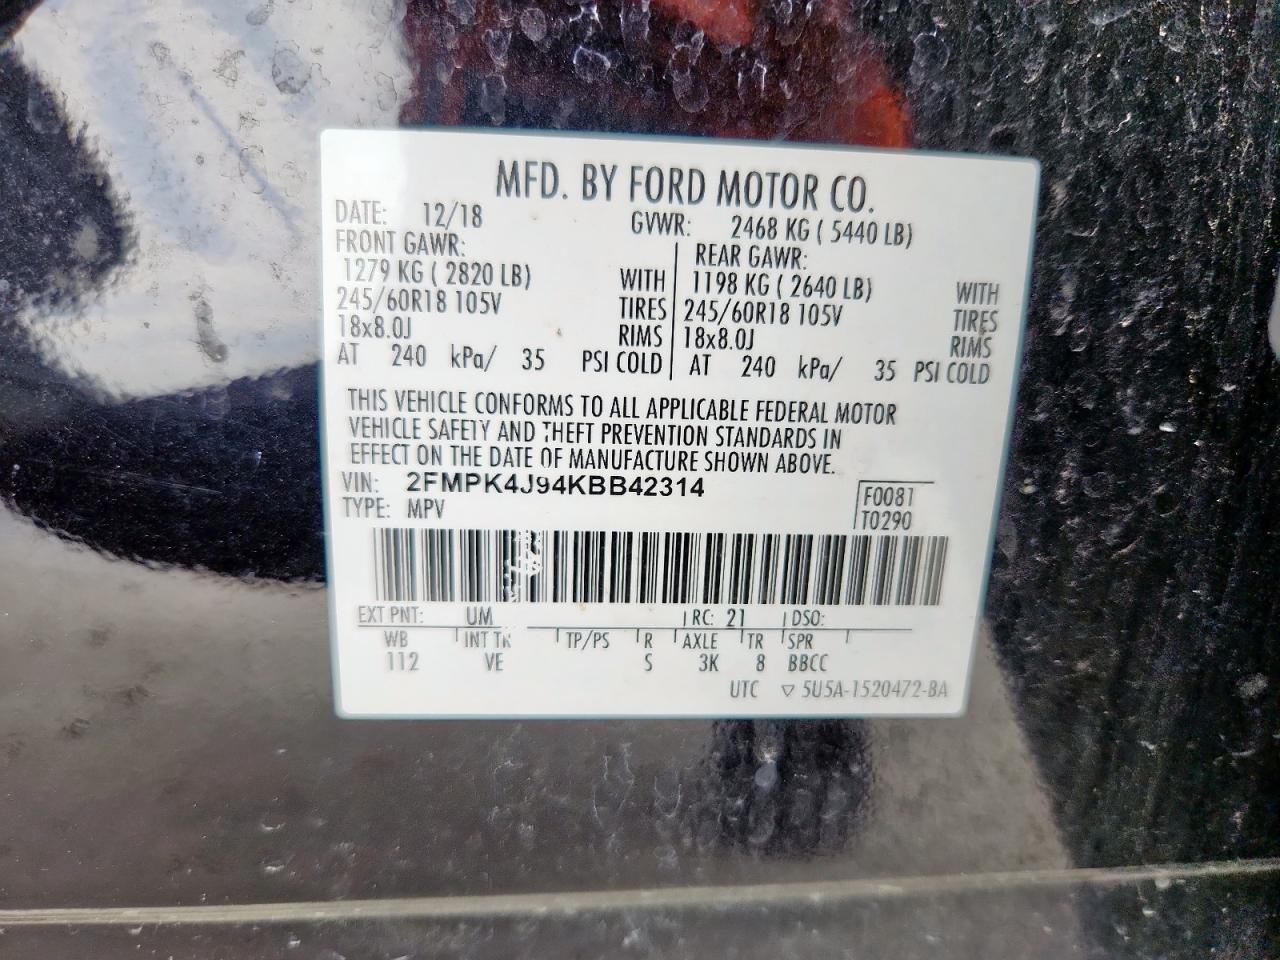 MFD. BY FORD MOTOR CO.
DATE: 12/18 GVWR: 2468 KG ( 5440 LB)
FRONT GAWR: REAR GAWR:
1279 KG ( 2820 LB) WITH 1198 KG ( 2640 LB) WITH
245/60R18 105V TIRES 245/60R18 105V TIRES
18x8.0J RIMS 18x8.0J RIMS
AT 240 kPa/ 35 PSI COLD AT 240 kPa/ 35 PSI COLD
THIS VEHICLE CONFORMS TO ALL APPLICABLE FEDERAL MOTOR
VEHICLE SAFETY AND THEFT PREVENTION STANDARDS IN
EFFECT ON THE DATE OF MANUFACTURE SHOWN ABOVE.
VIN: 2FMPK4J94KBB42314 F0081
TYPE: MPV T0290
EXT PNT: UM RC: 21 DSO:
WB INT TR TP/PS R AXLE TR SPR
112 VE S 3K 8 BBCC
UTC ▽ 5U5A-1520472-BA